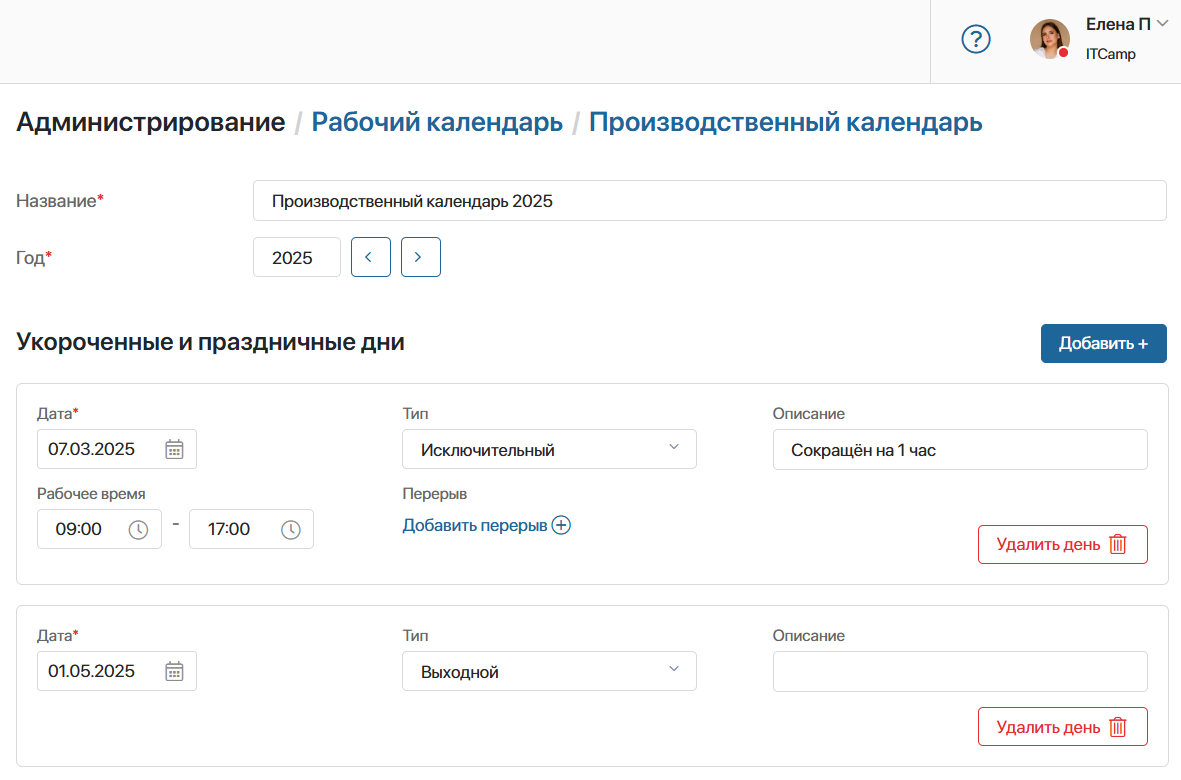 ?
Елена П
ITCamp
Администрирование / Рабочий календарь / Производственный календарь
Название* Производственный календарь 2025
Год* 2025 < >
Укороченные и праздничные дни Добавить +
Дата* Тип Описание
07.03.2025 Исключительный Сокращён на 1 час
Рабочее время Перерыв
09:00 - 17:00 Добавить перерыв
Удалить день
Дата* Тип Описание
01.05.2025 Выходной
Удалить день